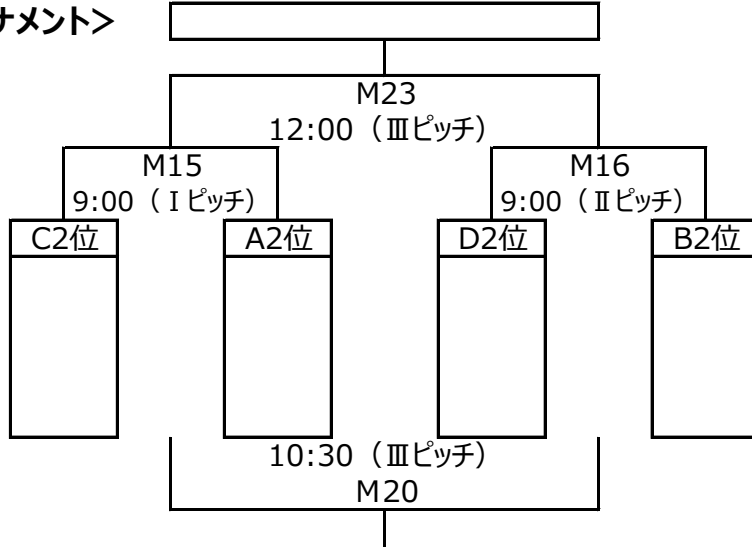 ナメント＞
M23
12:00（Ⅲピッチ）
M15
M16
9:00（Ⅰピッチ）
9:00（Ⅱピッチ）
C2位
A2位
D2位
B2位
10:30（Ⅲピッチ）
M20